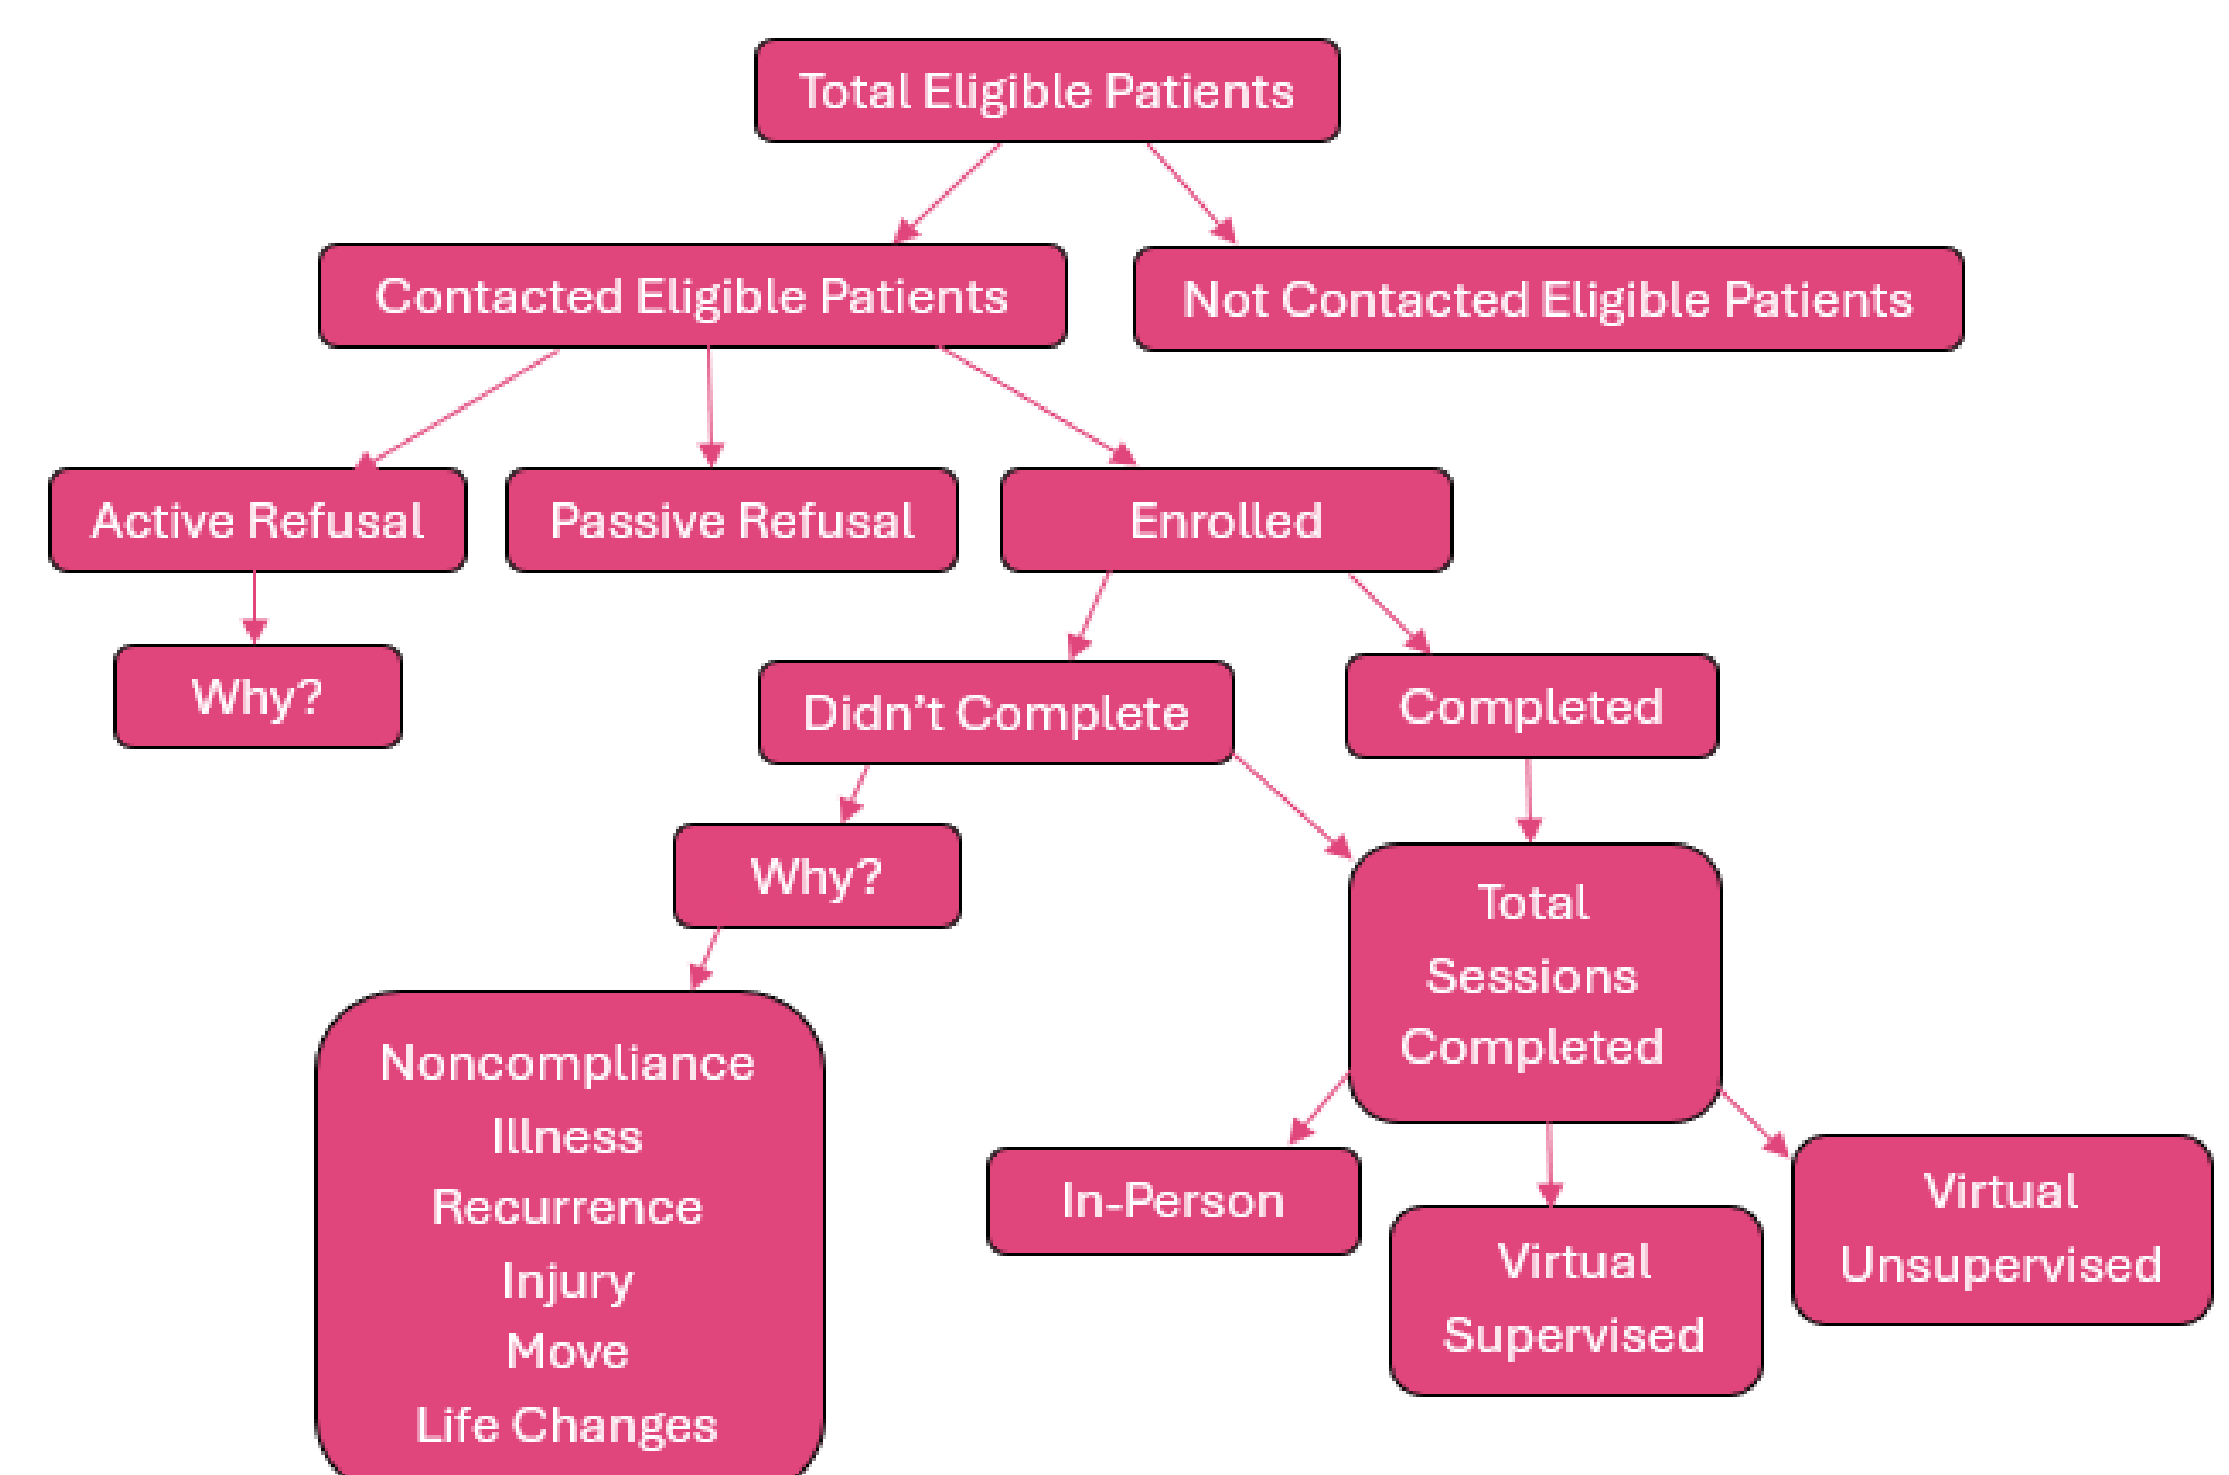 Total Eligible Patients
Contacted Eligible Patients
Not Contacted Eligible Patients
Active Refusal
Passive Refusal
Enrolled
Why?
Didn’t Complete
Completed
Why?
Total
Sessions
Completed
Noncompliance
Illness
Recurrence
Injury
Move
Life Changes
In-Person
Virtual
Supervised
Virtual
Unsupervised